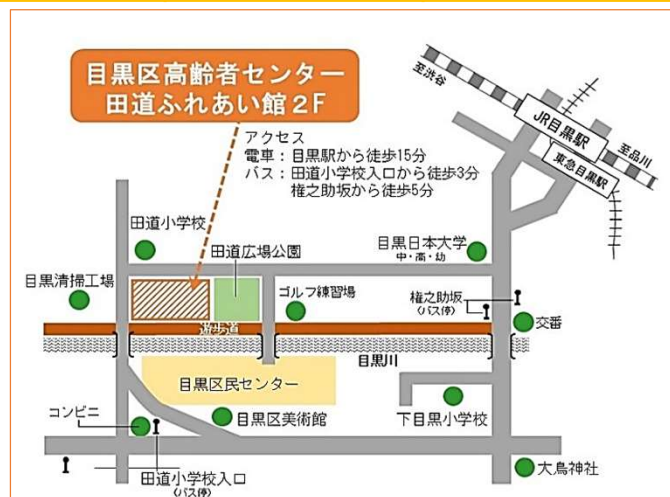 目黒区高齢者センター
田道ふれあい館２F
アクセス
電車：目黒駅から徒歩15分
バス：田道小学校入口から徒歩3分
権之助坂から徒歩5分
至渋谷
JR目黒駅
至品川
東急目黒駅
田道小学校
田道広場公園
目黒日本大学
中・高・幼
目黒清掃工場
ゴルフ練習場
権之助坂
(バス停)
交番
遊歩道
目黒川
目黒区民センター
コンビニ
目黒区美術館
下目黒小学校
田道小学校入口
(バス停)
大鳥神社